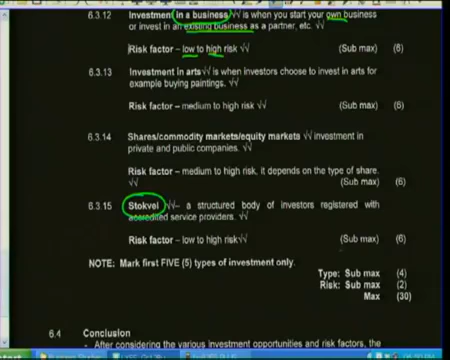 6.3.12 Investment in a business √√ is when you start your own business
or invest in an existing business as a partner, etc. √√
Risk factor – low to high risk √√ (Sub max) (6)
6.3.13 Investment in arts √√ is when investors choose to invest in arts for
example buying paintings. √√
Risk factor – medium to high risk √√ (Sub max) (6)
6.3.14 Shares/commodity markets/equity markets √√ investment in
private and public companies. √√
Risk factor – medium to high risk, it depends on the type of share.
√√ (Sub max) (6)
6.3.15 Stokvel √√ – a structured body of investors registered with
accredited service providers. √√
Risk factor – low to high risk √√ (Sub max) (6)
NOTE: Mark first FIVE (5) types of investment only.
Type: Sub max (4)
Risk: Sub max (2)
Max (30)
6.4 Conclusion
- After considering the various investment opportunities and risk factors, the
start